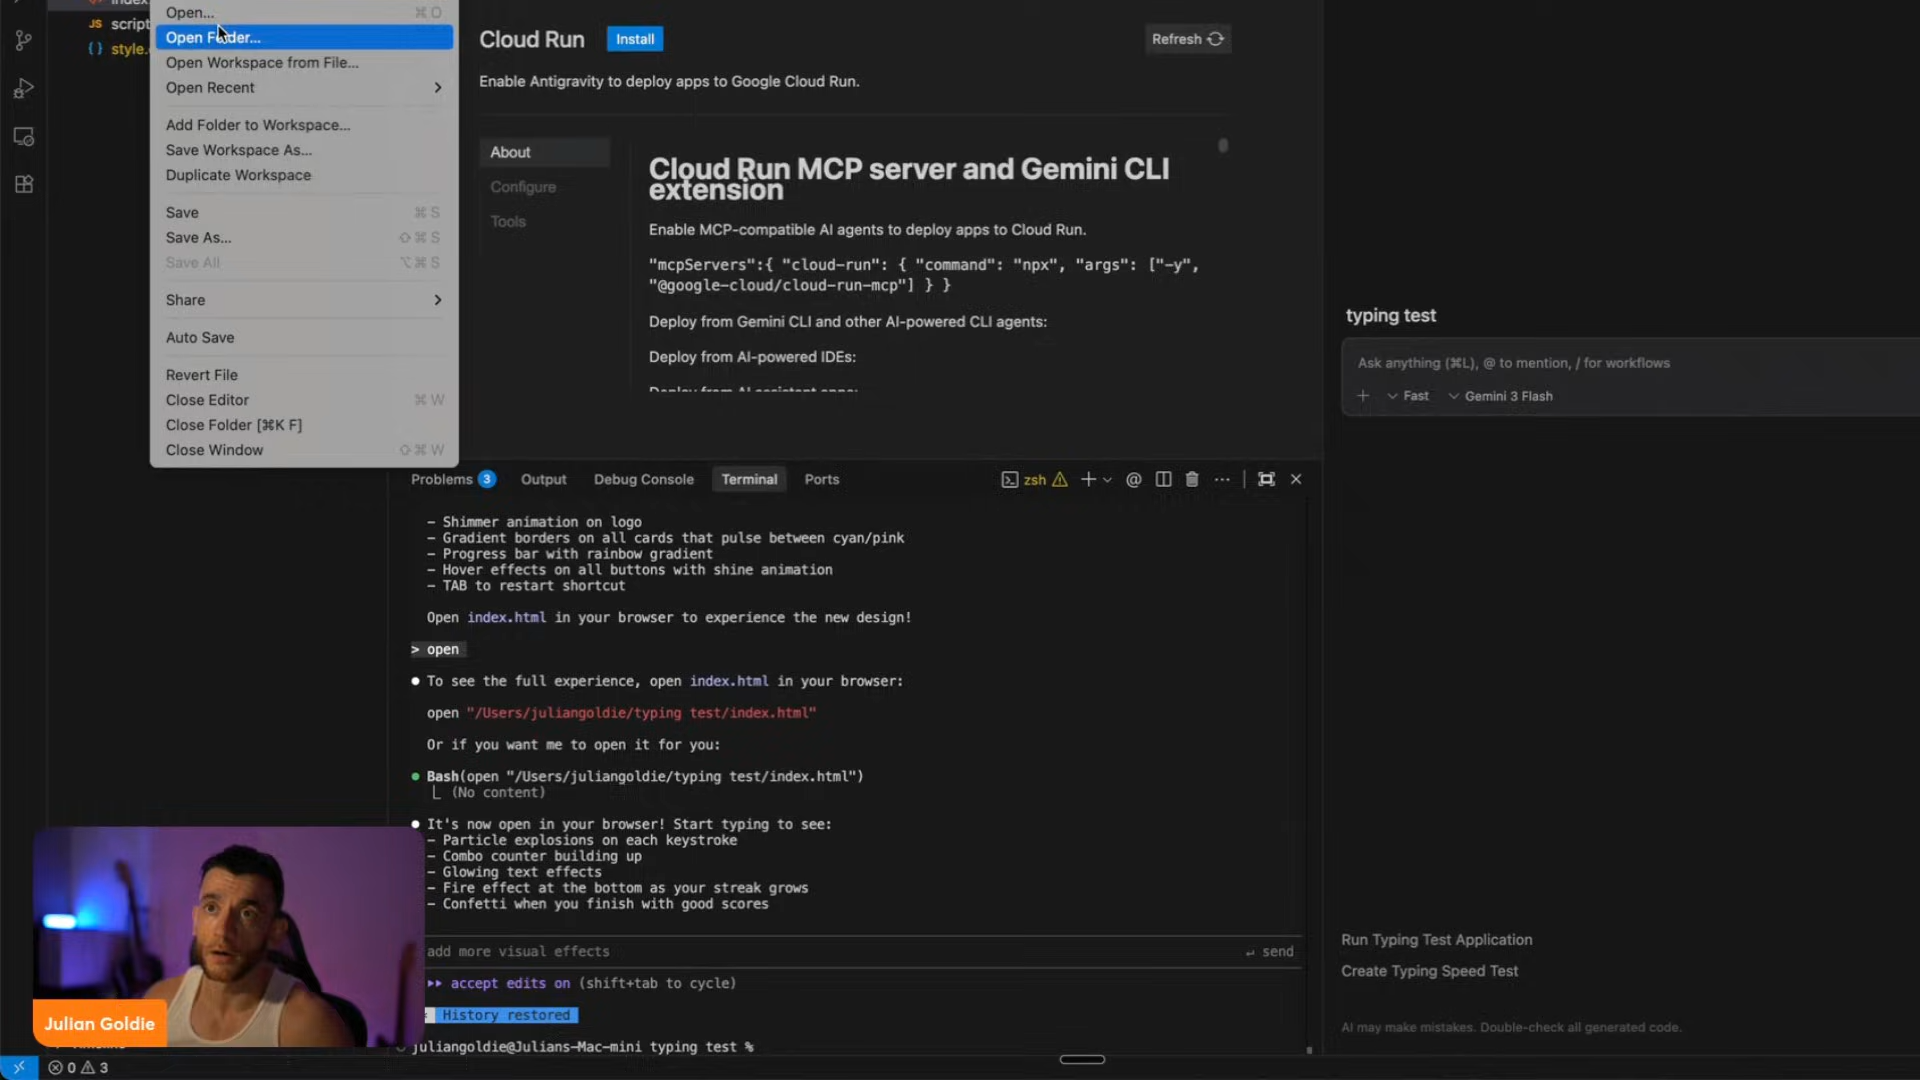 index
JS script
{} style.
Open... ⌘ O
Open Folder...
Open Workspace from File...
Open Recent
Add Folder to Workspace...
Save Workspace As...
Duplicate Workspace
Save ⌘ S
Save As... ⇧ ⌘ S
Save All ⌥ ⌘ S
Share
Auto Save
Revert File
Close Editor ⌘ W
Close Folder [⌘K F]
Close Window ⇧ ⌘ W
Cloud Run Install Refresh
Enable Antigravity to deploy apps to Google Cloud Run.
About
Configure
Tools
Cloud Run MCP server and Gemini CLI
extension
Enable MCP-compatible AI agents to deploy apps to Cloud Run.
"mcpServers":{ "cloud-run": { "command": "npx", "args": ["-y",
"@google-cloud/cloud-run-mcp"] } }
Deploy from Gemini CLI and other AI-powered CLI agents:
Deploy from AI-powered IDEs:
Deploy from AI assistant apps:
Problems 3 Output Debug Console Terminal Ports zsh
- Shimmer animation on logo
- Gradient borders on all cards that pulse between cyan/pink
- Progress bar with rainbow gradient
- Hover effects on all buttons with shine animation
- TAB to restart shortcut
Open index.html in your browser to experience the new design!
> open
● To see the full experience, open index.html in your browser:
open "/Users/juliangoldie/typing test/index.html"
Or if you want me to open it for you:
● Bash(open "/Users/juliangoldie/typing test/index.html")
⎣ (No content)
● It's now open in your browser! Start typing to see:
- Particle explosions on each keystroke
- Combo counter building up
- Glowing text effects
- Fire effect at the bottom as your streak grows
- Confetti when you finish with good scores
add more visual effects ↵ send
▸▸ accept edits on (shift+tab to cycle)
History restored
juliangoldie@Julians-Mac-mini typing test %
typing test
Ask anything (⌘L), @ to mention, / for workflows
Fast Gemini 3 Flash
Run Typing Test Application
Create Typing Speed Test
AI may make mistakes. Double-check all generated code.
Julian Goldie
0 3